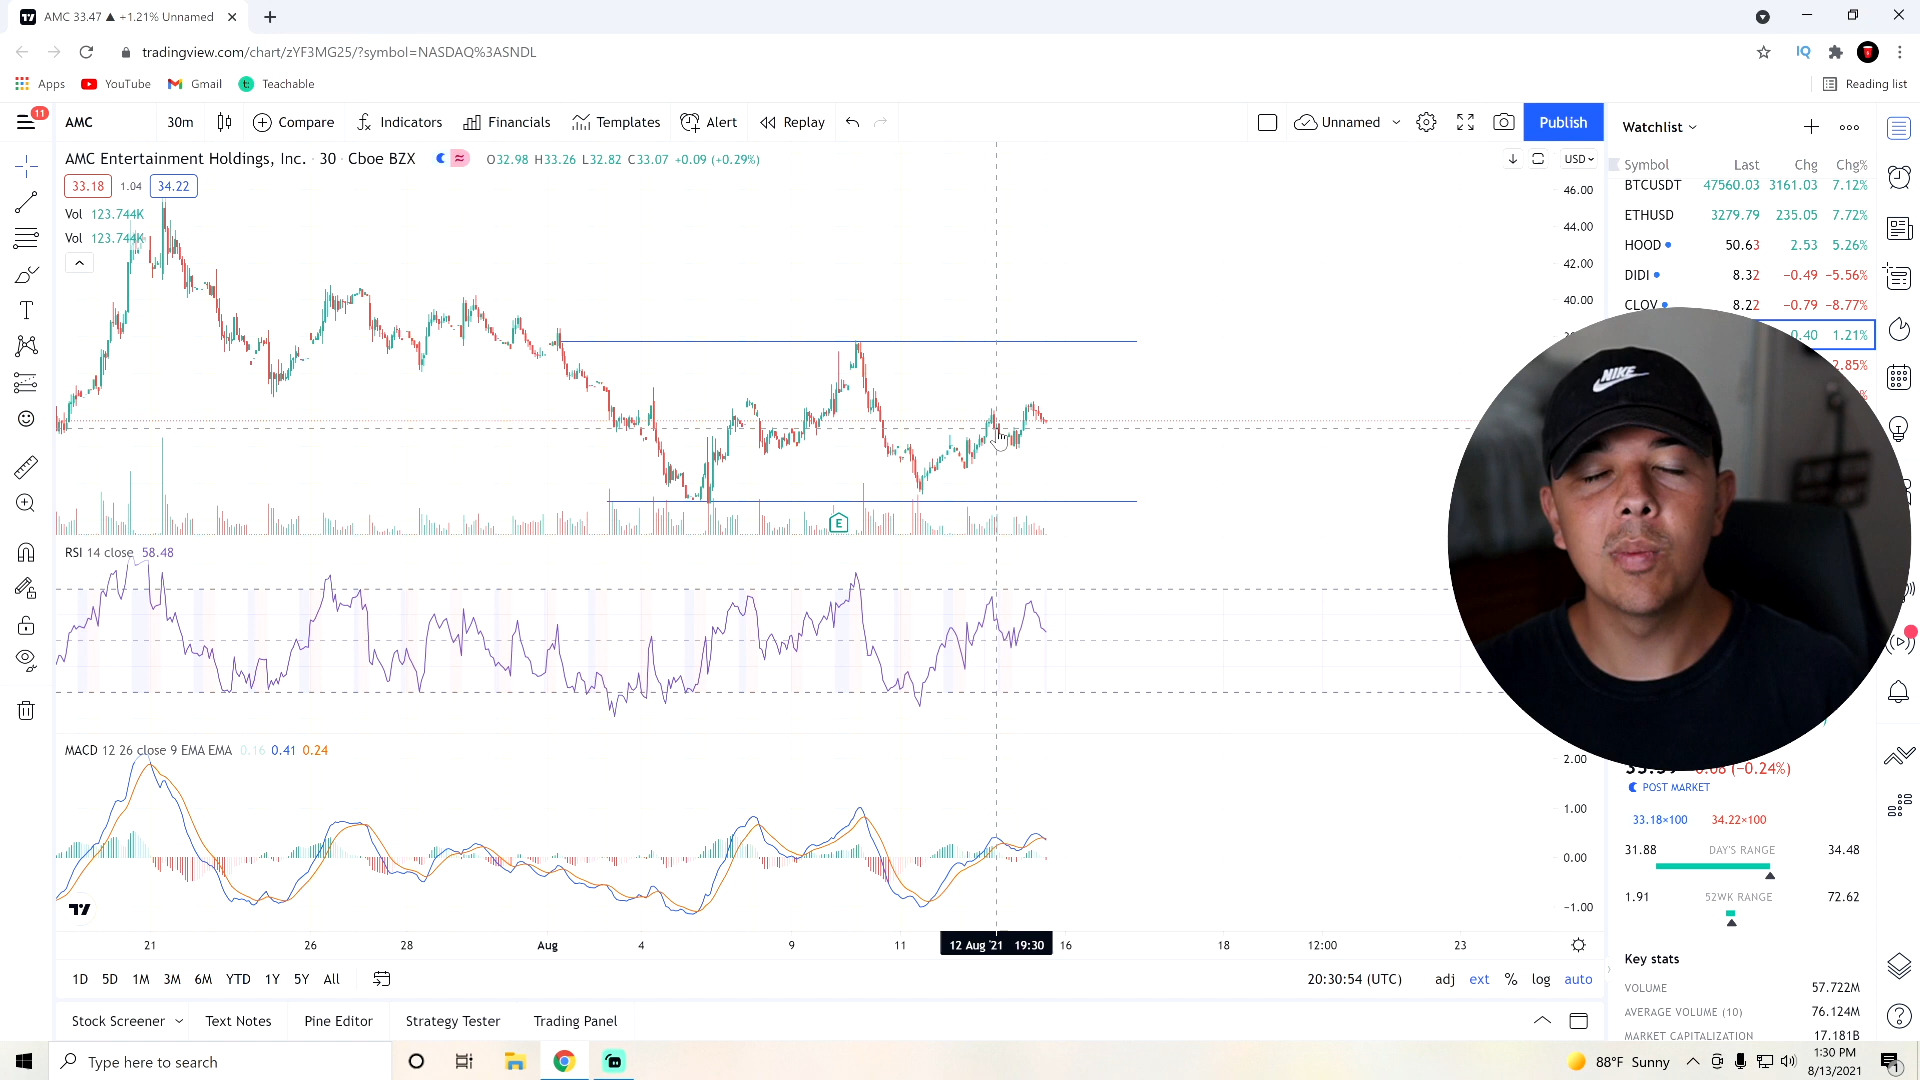 AMC 33.47 ▲ +1.21% Unnamed
tradingview.com/chart/zYF3MG25/?symbol=NASDAQ%3ASNDL
IQ
Apps YouTube Gmail Teachable Reading list
11
AMC 30m Compare Indicators Financials Templates Alert Replay Unnamed Publish
AMC Entertainment Holdings, Inc. · 30 · Cboe BZX O32.98 H33.26 L32.82 C33.07 +0.09 (+0.29%) USD
33.18 1.04 34.22
Vol 123.744K
Vol 123.744K
46.00
44.00
42.00
40.00
E
RSI 14 close 58.48
MACD 12 26 close 9 EMA EMA 0.16 0.41 0.24
2.00
1.00
0.00
−1.00
21 26 28 Aug 4 9 11 12 Aug '21 19:30 16 18 12:00 23
1D 5D 1M 3M 6M YTD 1Y 5Y All 20:30:54 (UTC) adj ext % log auto
Stock Screener Text Notes Pine Editor Strategy Tester Trading Panel
Watchlist
Symbol Last Chg Chg%
BTCUSDT 47560.03 3161.03 7.12%
ETHUSD 3279.79 235.05 7.72%
HOOD 50.63 2.53 5.26%
DIDI 8.32 −0.49 −5.56%
CLOV 8.22 −0.79 −8.77%
0.40 1.21%
2.85%
NIKE
(−0.24%)
POST MARKET
33.18×100 34.22×100
31.88 DAY'S RANGE 34.48
1.91 52WK RANGE 72.62
Key stats
VOLUME 57.722M
AVERAGE VOLUME (10) 76.124M
MARKET CAPITALIZATION 17.181B
Type here to search
88°F Sunny
1:30 PM
8/13/2021
1